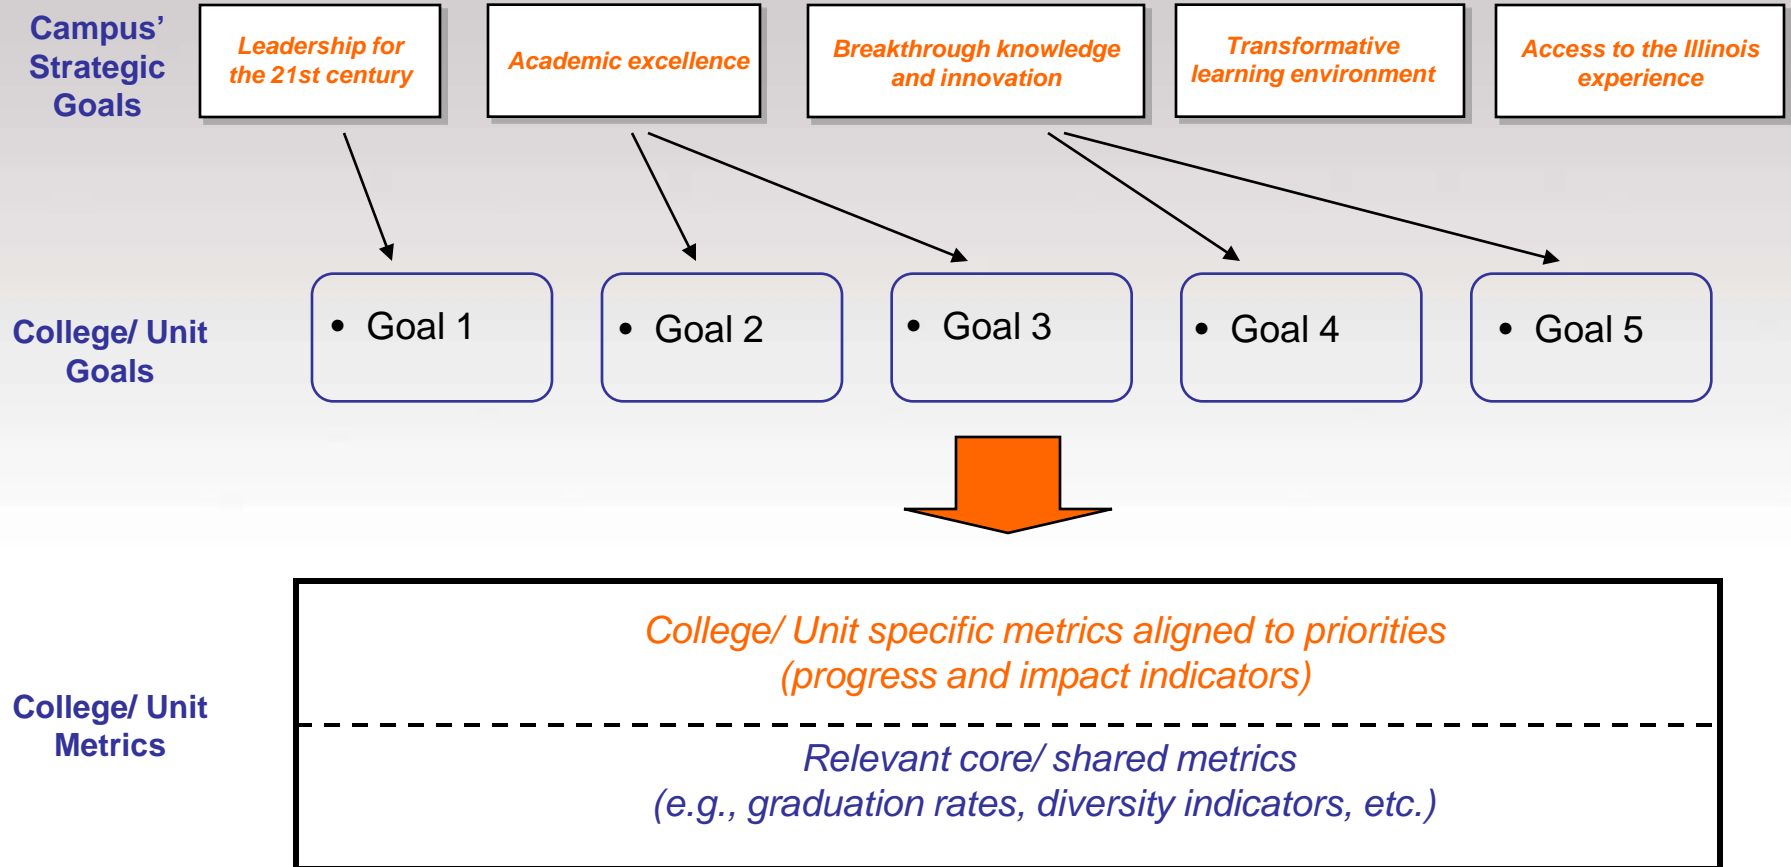 Campus’
Strategic
Goals
Leadership for
the 21st century
Academic excellence
Breakthrough knowledge
and innovation
Transformative
learning environment
Access to the Illinois
experience
College/ Unit
Goals
• Goal 1
• Goal 2
• Goal 3
• Goal 4
• Goal 5
College/ Unit
Metrics
College/ Unit specific metrics aligned to priorities
(progress and impact indicators)
Relevant core/ shared metrics
(e.g., graduation rates, diversity indicators, etc.)